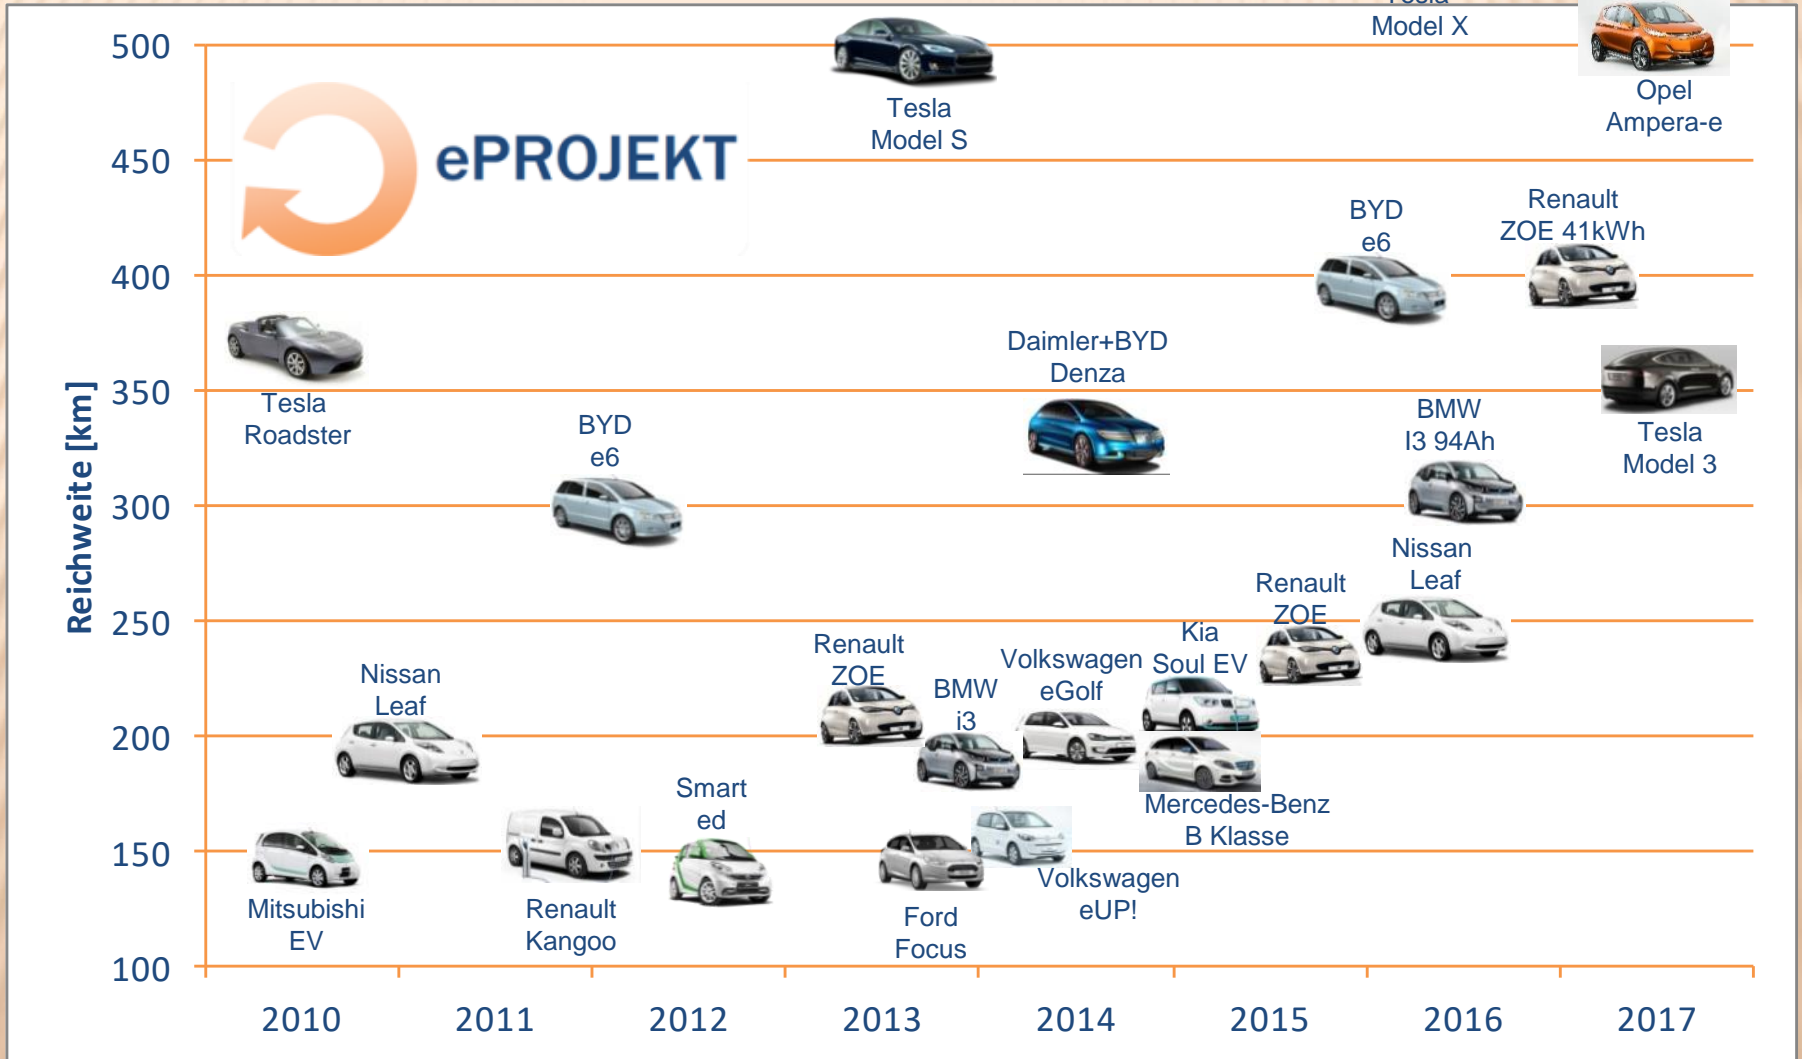 Tesla
Model X
500
Opel
Ampera-e
Tesla
Model S
ePROJEKT
450
BYD
e6
Renault
ZOE 41kWh
400
Daimler+BYD
Denza
350
Tesla
Roadster
BYD
e6
BMW
I3 94Ah
Tesla
Model 3
Reichweite [km]
300
Nissan
Leaf
Renault
ZOE
250
Kia
Soul EV
Renault
ZOE
Volkswagen
eGolf
Nissan
Leaf
BMW
i3
200
Smart
ed
Mercedes-Benz
B Klasse
150
Volkswagen
eUP!
Mitsubishi
EV
Renault
Kangoo
Ford
Focus
100
2010
2011
2012
2013
2014
2015
2016
2017